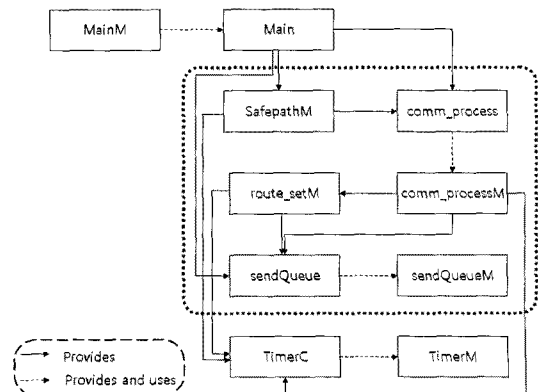 MainM
Main
SafepathM
comm_process
route_setM
comm_processM
sendQueue
sendQueueM
TimerC
TimerM
Provides
Provides and uses